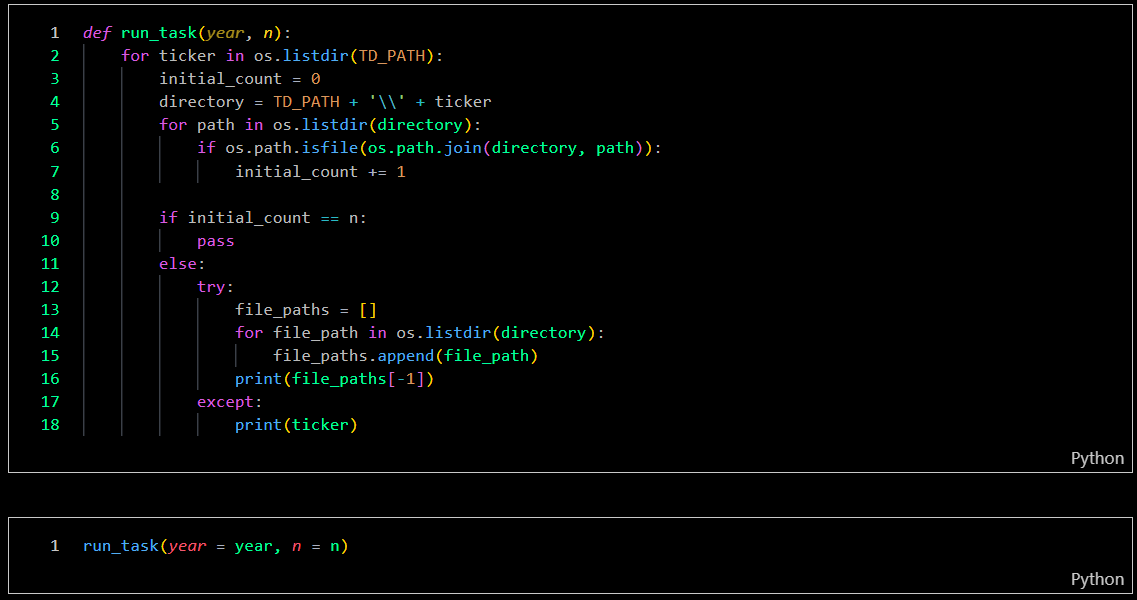 1 def run_task(year, n):
2 for ticker in os.listdir(TD_PATH):
3 initial_count = 0
4 directory = TD_PATH + '\\' + ticker
5 for path in os.listdir(directory):
6 if os.path.isfile(os.path.join(directory, path)):
7 initial_count += 1
8
9 if initial_count == n:
10 pass
11 else:
12 try:
13 file_paths = []
14 for file_path in os.listdir(directory):
15 file_paths.append(file_path)
16 print(file_paths[-1])
17 except:
18 print(ticker)
Python
1 run_task(year = year, n = n)
Python